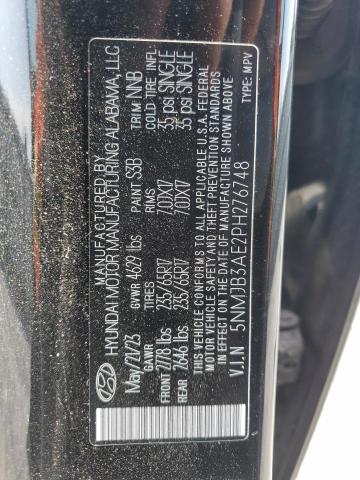 HYUNDAI
MANUFACTURED BY
HYUNDAI MOTOR MANUFACTURING ALABAMA, LLC
May/21/23 GVWR 4629 lbs PAINT S3B TRIM NNB
GAWR TIRES RIMS COLD TIRE INFL.
FRONT 2778 lbs 235/65R17 7.0JX17 35 psi SINGLE
REAR 2646 lbs 235/65R17 7.0JX17 35 psi SINGLE
THIS VEHICLE CONFORMS TO ALL APPLICABLE U.S.A. FEDERAL
MOTOR VEHICLE SAFETY AND THEFT PREVENTION STANDARDS
IN EFFECT ON THE DATE OF MANUFACTURE SHOWN ABOVE.
V.I.N : 5NMJB3AE2PH276748 TYPE: MPV